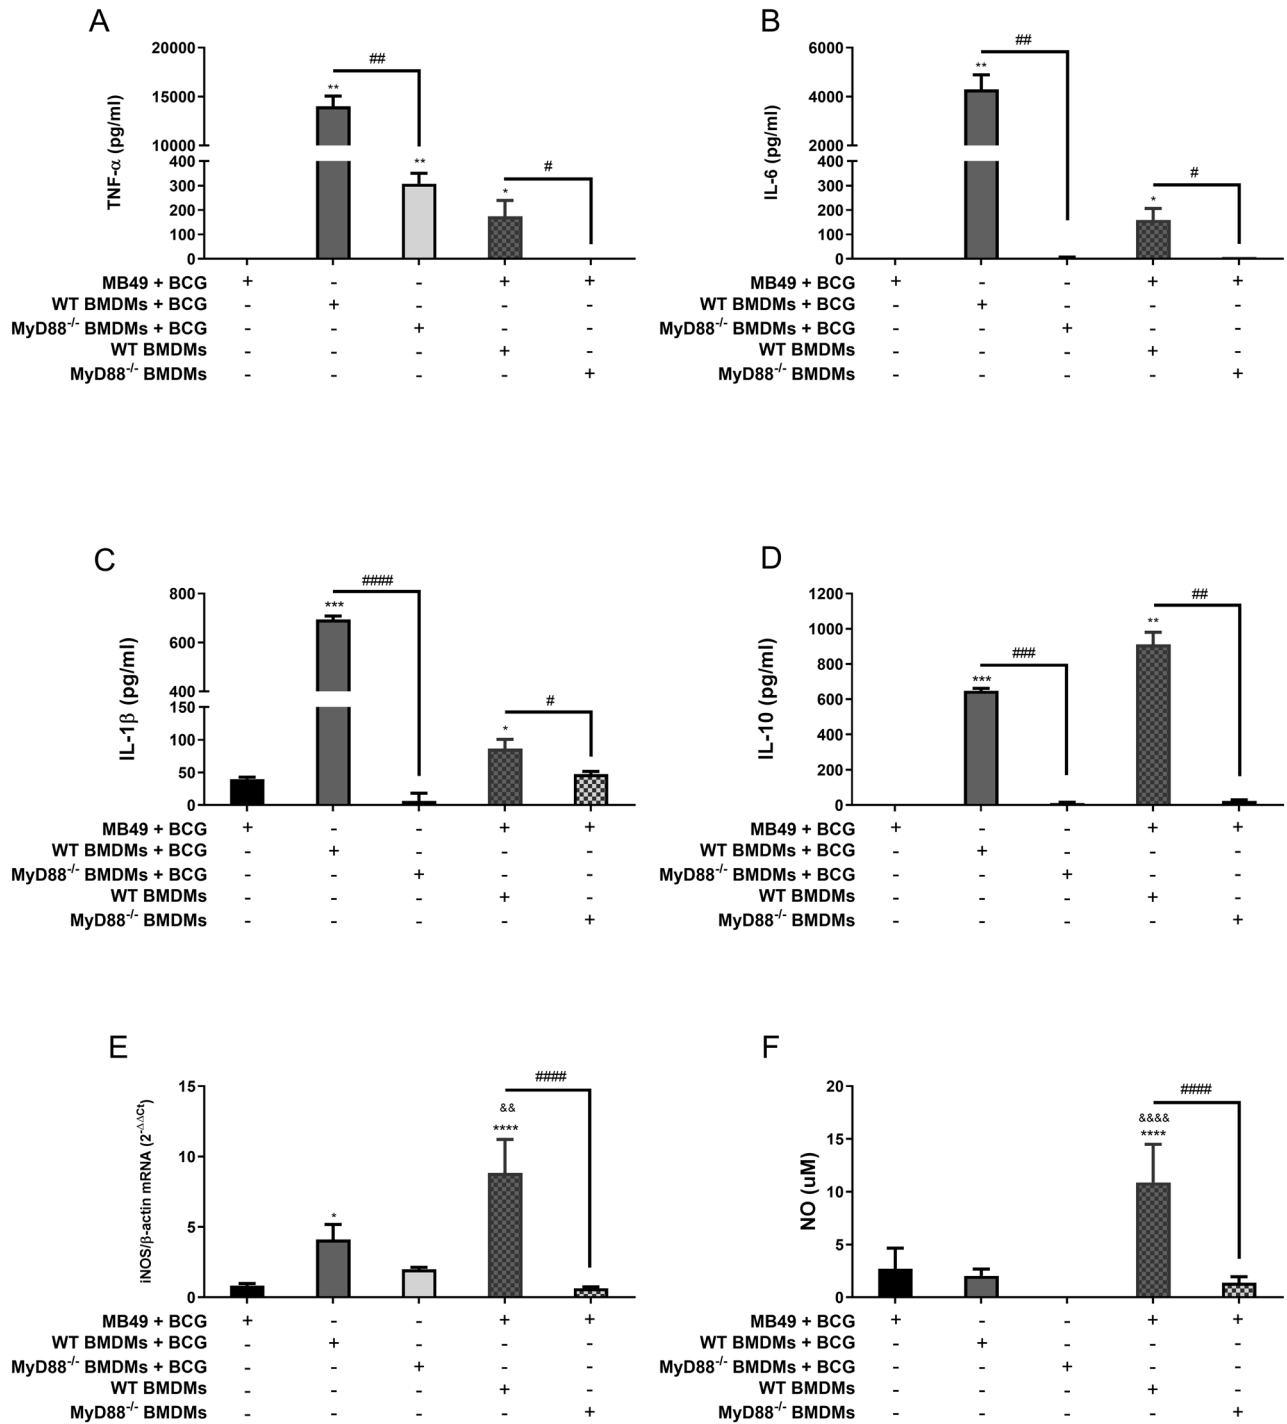 A
TNF-α (pg/ml)
20000
15000
10000
400
300
200
100
0
##
**
**
*
#
MB49 + BCG + - - + +
WT BMDMs + BCG - + - - -
MyD88-/- BMDMs + BCG - - + - -
WT BMDMs - - - + -
MyD88-/- BMDMs - - - - +
B
IL-6 (pg/ml)
6000
4000
2000
400
300
200
100
0
##
**
*
#
MB49 + BCG + - - + +
WT BMDMs + BCG - + - - -
MyD88-/- BMDMs + BCG - - + - -
WT BMDMs - - - + -
MyD88-/- BMDMs - - - - +
C
IL-1β (pg/ml)
800
600
400
150
100
50
0
####
***
*
#
MB49 + BCG + - - + +
WT BMDMs + BCG - + - - -
MyD88-/- BMDMs + BCG - - + - -
WT BMDMs - - - + -
MyD88-/- BMDMs - - - - +
D
IL-10 (pg/ml)
1200
1000
800
600
400
200
0
###
***
##
**
MB49 + BCG + - - + +
WT BMDMs + BCG - + - - -
MyD88-/- BMDMs + BCG - - + - -
WT BMDMs - - - + -
MyD88-/- BMDMs - - - - +
E
iNOS/β-actin mRNA (2-ΔΔCt)
15
10
5
0
*
####
&&
****
MB49 + BCG + - - + +
WT BMDMs + BCG - + - - -
MyD88-/- BMDMs + BCG - - + - -
WT BMDMs - - - + -
MyD88-/- BMDMs - - - - +
F
NO (uM)
20
15
10
5
0
####
&&&&
****
MB49 + BCG + - - + +
WT BMDMs + BCG - + - - -
MyD88-/- BMDMs + BCG - - + - -
WT BMDMs - - - + -
MyD88-/- BMDMs - - - - +